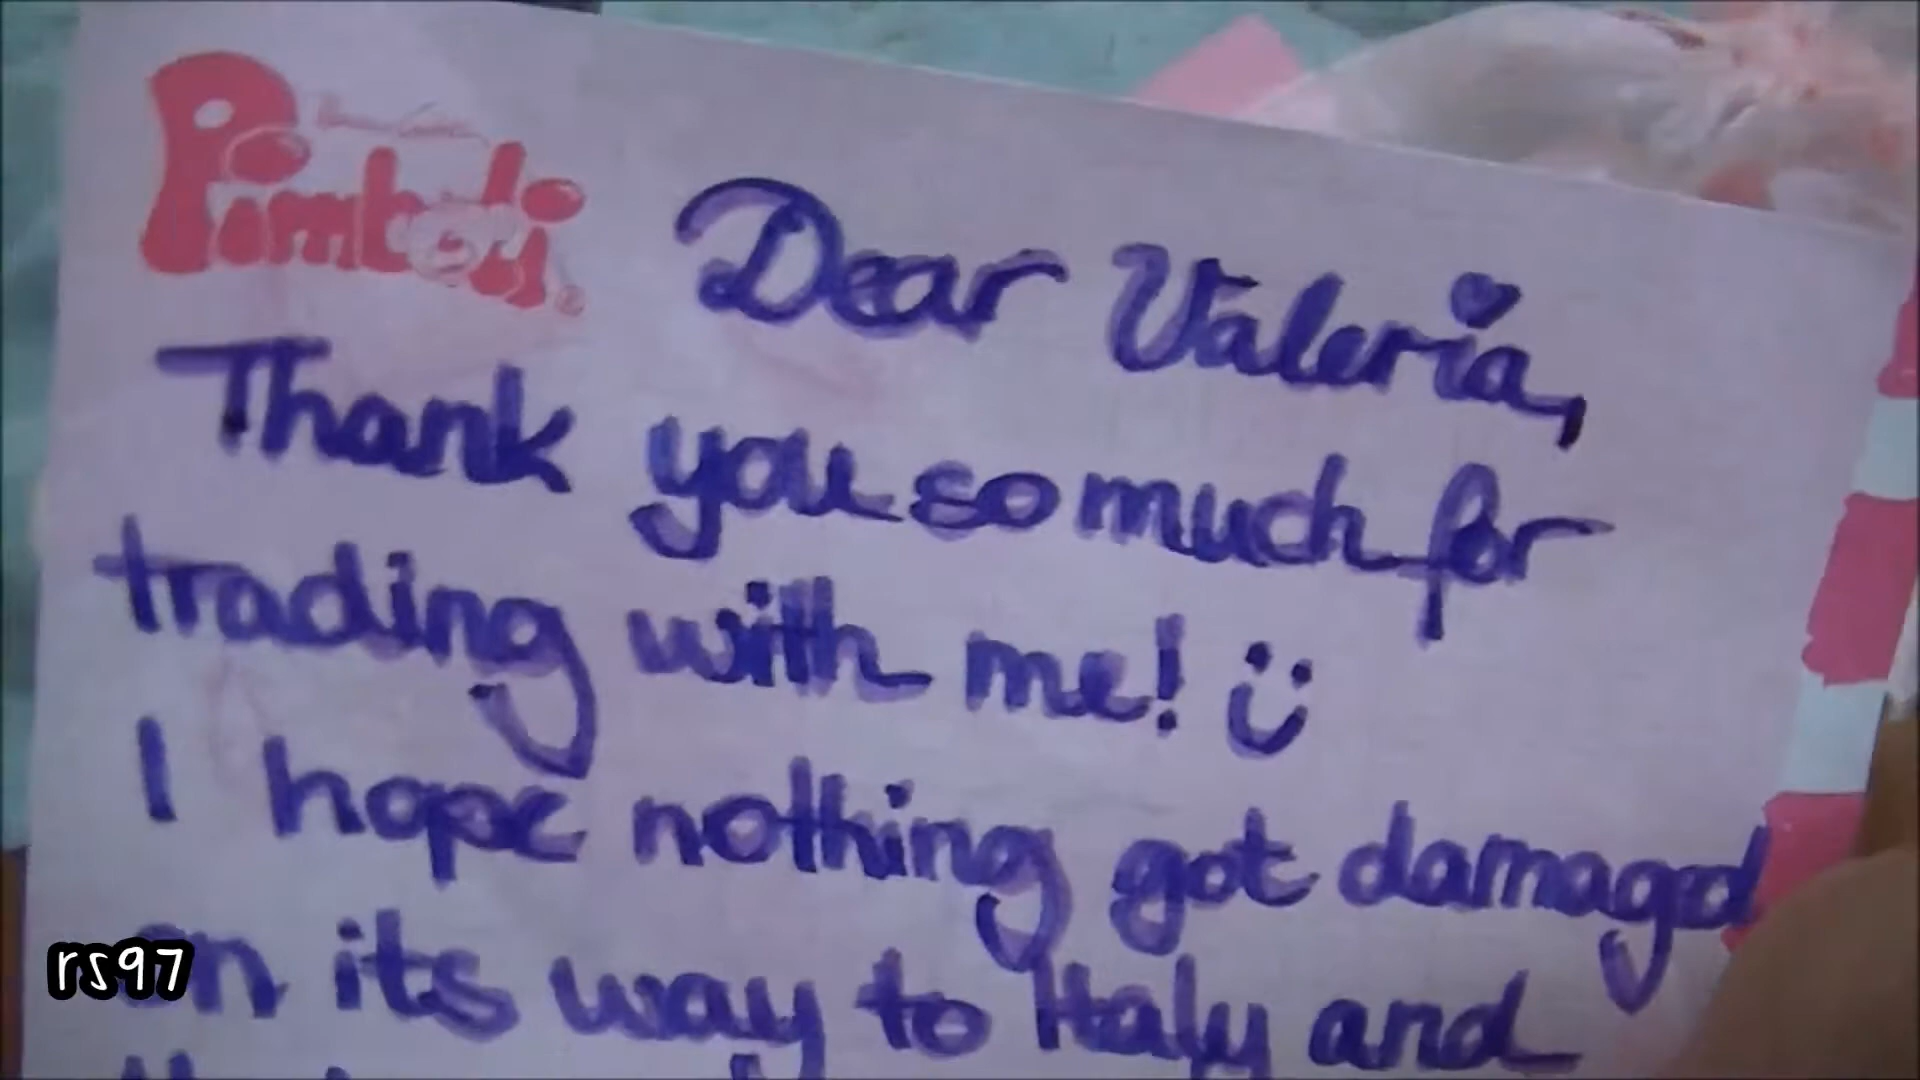 Pimboli
Dear Valeria,
Thank you so much for
trading with me! :)
I hope nothing got damaged
on its way to Italy and
rs97